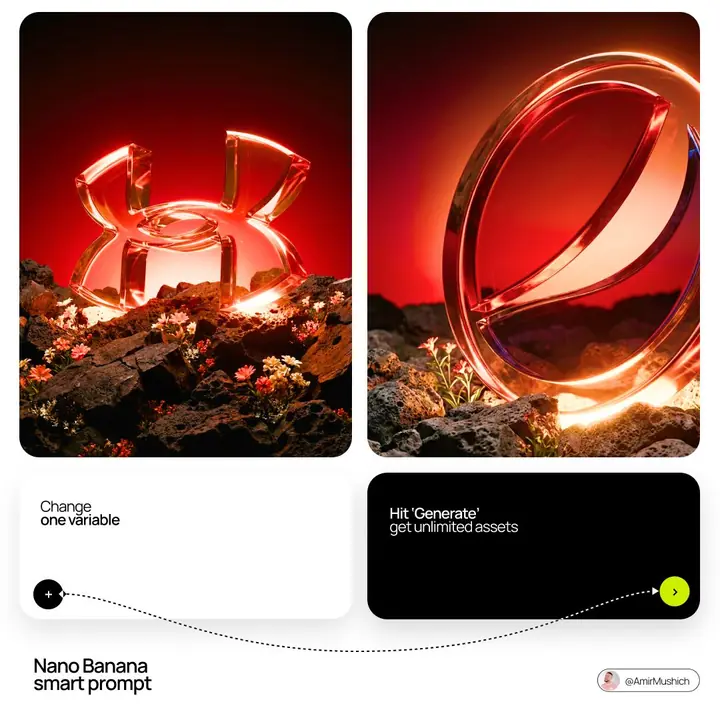 Change
one variable
Hit ‘Generate’
get unlimited assets
Nano Banana
smart prompt
@AmirMushich